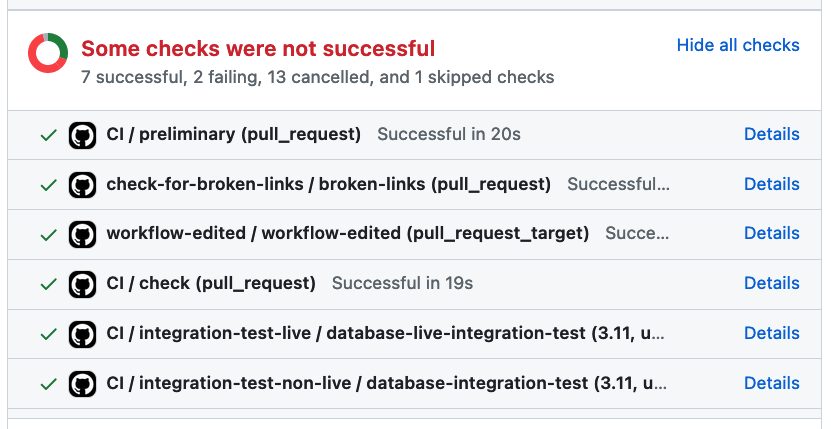 Some checks were not successful
Hide all checks
7 successful, 2 failing, 13 cancelled, and 1 skipped checks
CI / preliminary (pull_request) Successful in 20s Details
check-for-broken-links / broken-links (pull_request) Successful... Details
workflow-edited / workflow-edited (pull_request_target) Succe... Details
CI / check (pull_request) Successful in 19s Details
CI / integration-test-live / database-live-integration-test (3.11, u... Details
CI / integration-test-non-live / database-integration-test (3.11, u... Details